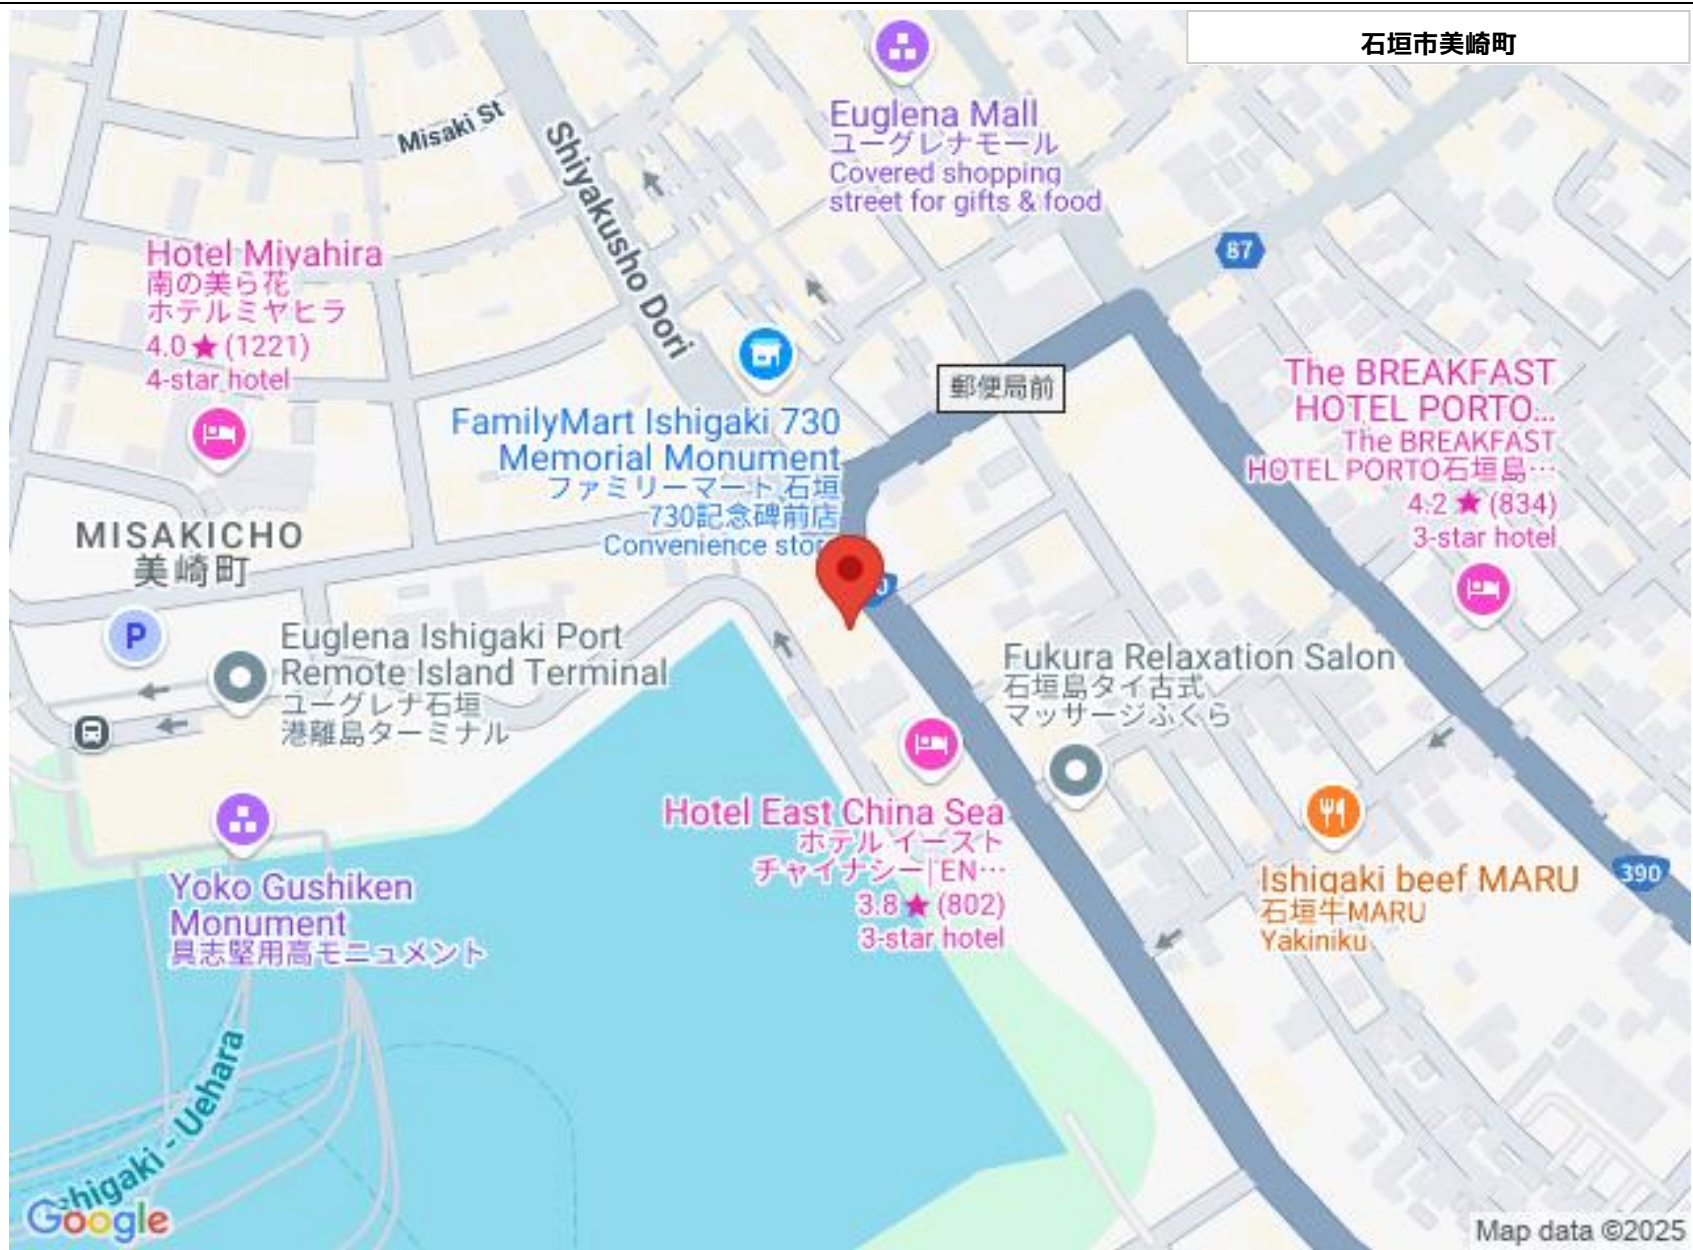 石垣市美崎町
Euglena Mall
ユーグレナモール
Covered shopping
street for gifts & food
Misaki St
Shiyakusho Dori
87
Hotel Miyahira
南の美ら花
ホテルミヤヒラ
4.0 ★ (1221)
4-star hotel
郵便局前
The BREAKFAST
HOTEL PORTO...
The BREAKFAST
HOTEL PORTO石垣島…
4.2 ★ (834)
3-star hotel
FamilyMart Ishigaki 730
Memorial Monument
ファミリーマート 石垣
730記念碑前店
Convenience stor
MISAKICHO
美崎町
P
Euglena Ishigaki Port
Remote Island Terminal
ユーグレナ石垣
港離島ターミナル
Fukura Relaxation Salon
石垣島タイ古式
マッサージふくら
Hotel East China Sea
ホテル イースト
チャイナシー|EN…
3.8 ★ (802)
3-star hotel
Ishigaki beef MARU
石垣牛MARU
Yakiniku
390
Yoko Gushiken
Monument
具志堅用高モニュメント
shigaki - Uehara
Google
Map data ©2025